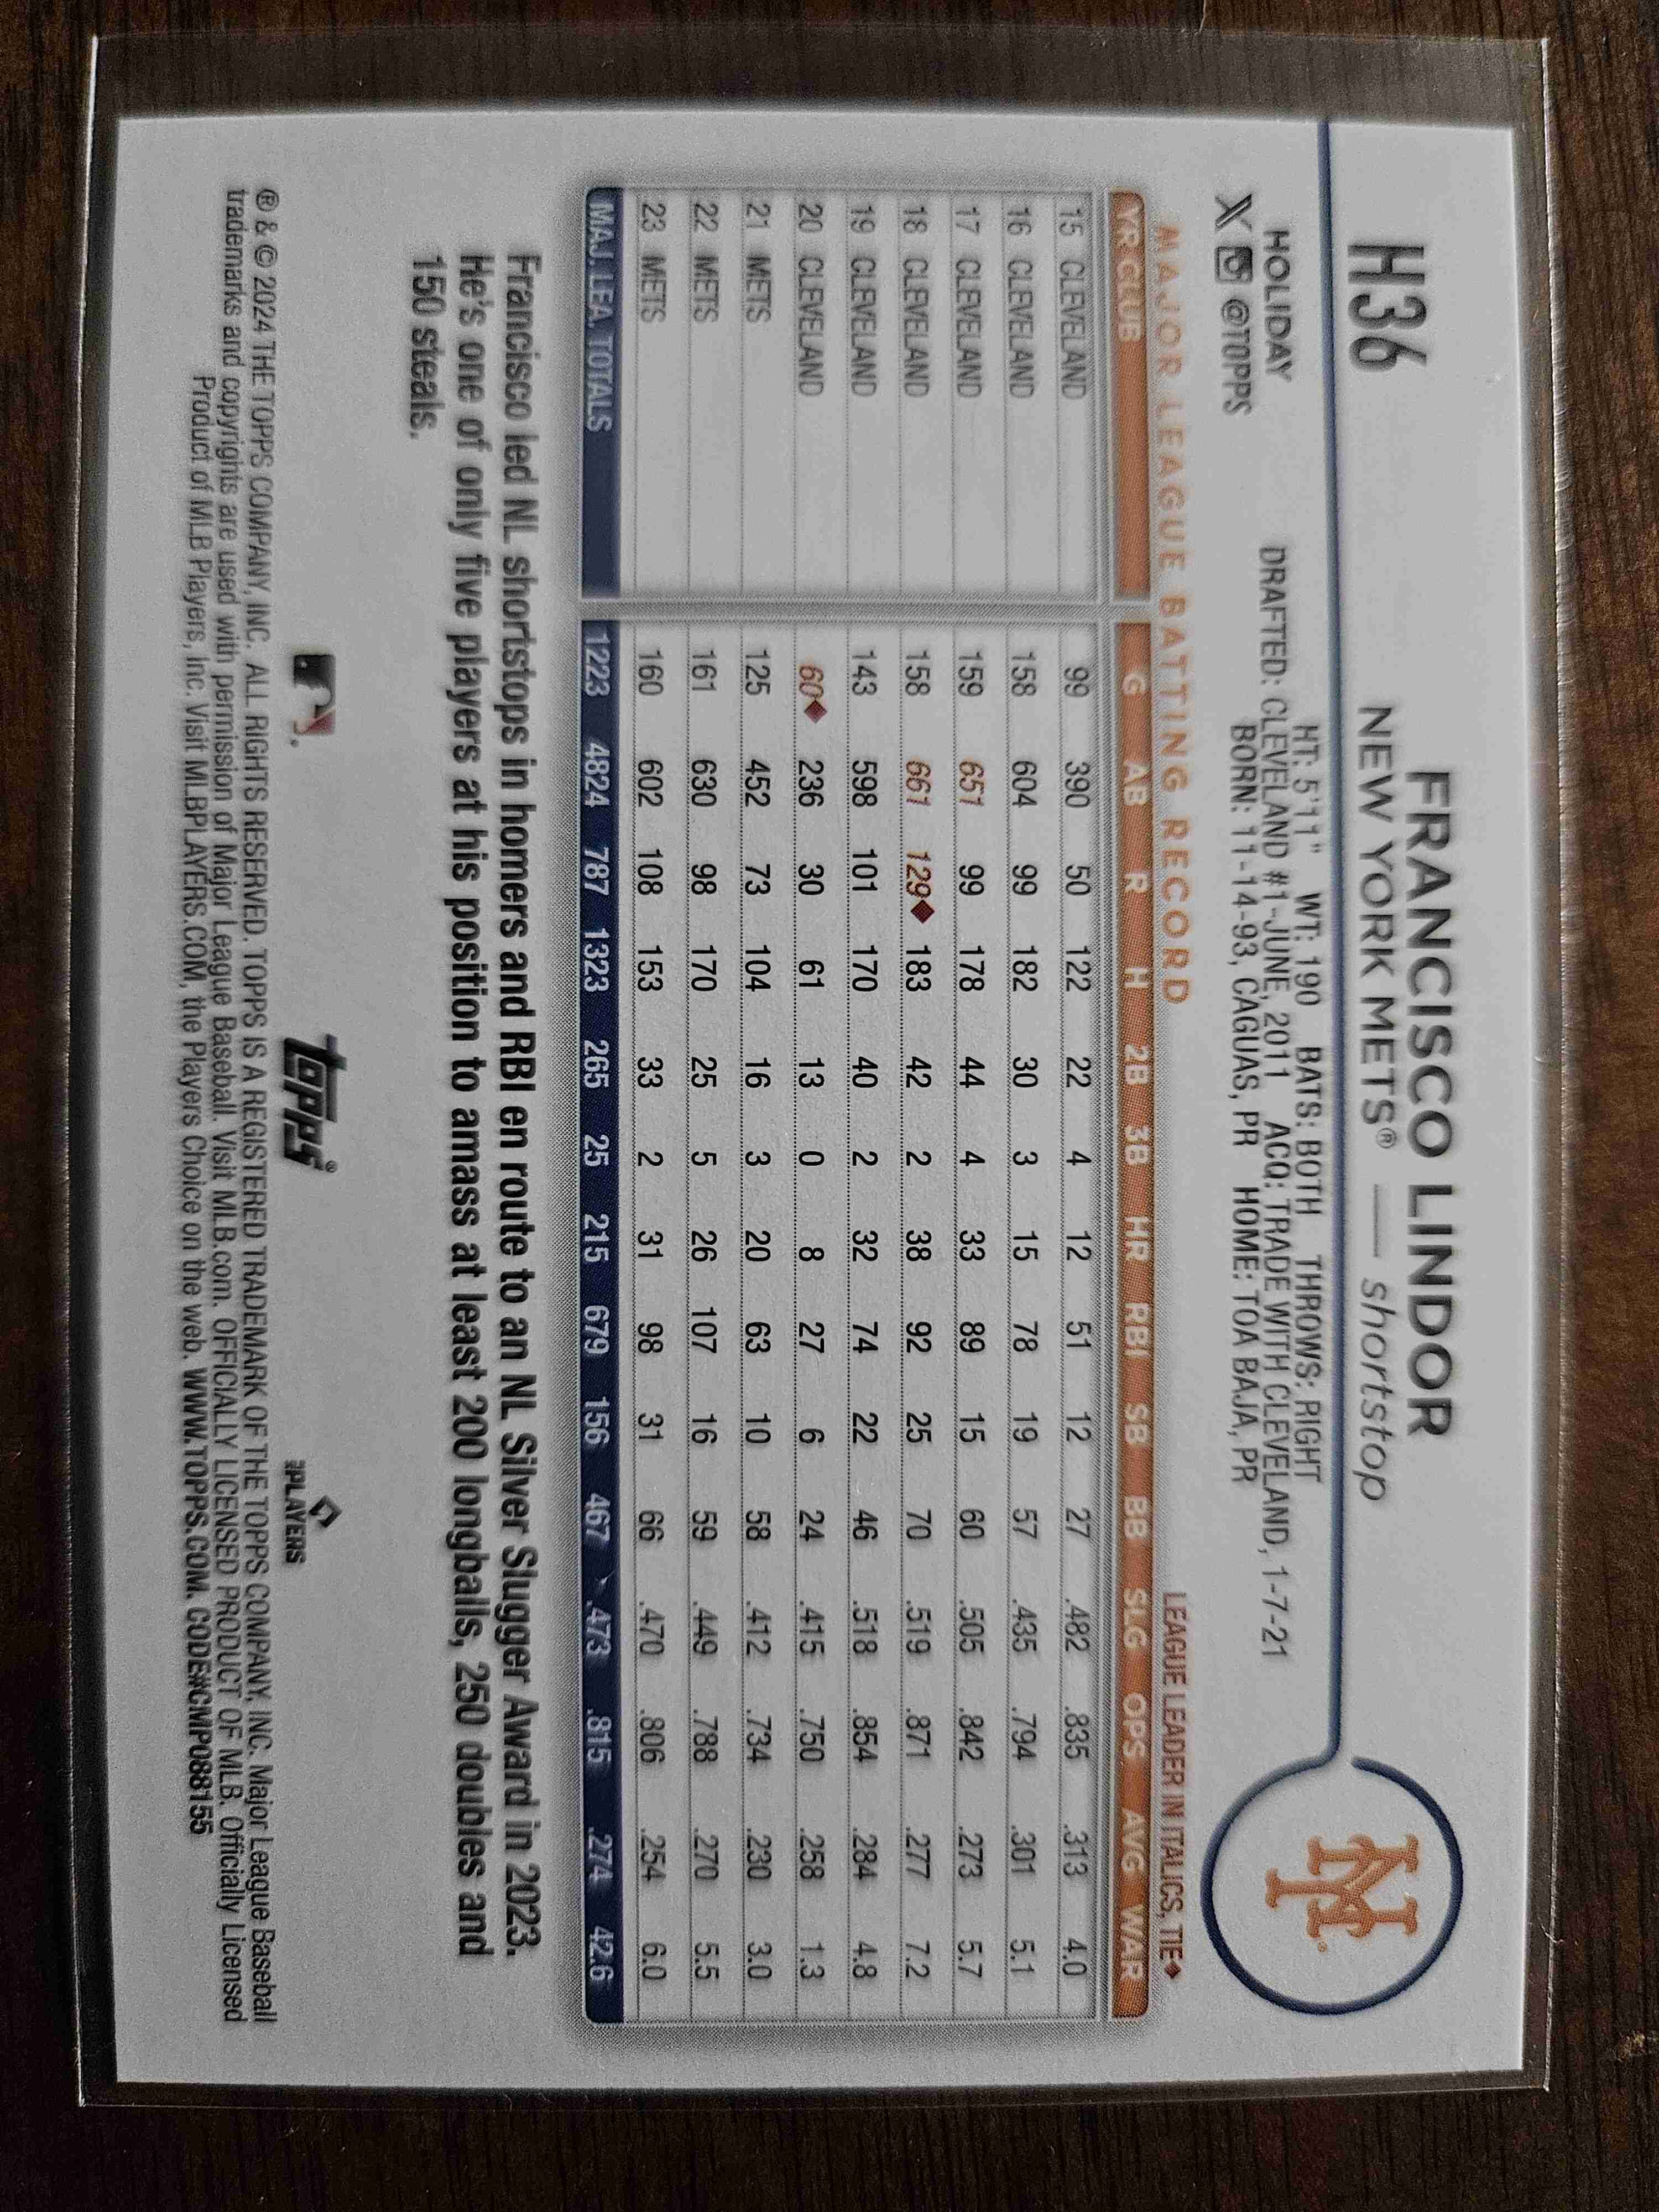 H36
FRANCISCO LINDOR
NEW YORK METS® — shortstop
HOLIDAY
@TOPPS
HT: 5'11" WT: 190 BATS: BOTH THROWS: RIGHT
DRAFTED: CLEVELAND #1-JUNE, 2011 ACQ: TRADE WITH CLEVELAND, 1-7-21
BORN: 11-14-93, CAGUAS, PR HOME: TOA BAJA, PR
NY
MAJOR LEAGUE BATTING RECORD LEAGUE LEADER IN ITALICS, TIE◆
YR CLUB G AB R H 2B 3B HR RBI SB BB SLG OPS AVG WAR
15 CLEVELAND 99 390 50 122 22 4 12 51 12 27 .482 .835 .313 4.0
16 CLEVELAND 158 604 99 182 30 3 15 78 19 57 .435 .794 .301 5.1
17 CLEVELAND 159 651 99 178 44 4 33 89 15 60 .505 .842 .273 5.7
18 CLEVELAND 158 661 129◆ 183 42 2 38 92 25 70 .519 .871 .277 7.2
19 CLEVELAND 143 598 101 170 40 2 32 74 22 46 .518 .854 .284 4.8
20 CLEVELAND 60◆ 236 30 61 13 0 8 27 6 24 .415 .750 .258 1.3
21 METS 125 452 73 104 16 3 20 63 10 58 .412 .734 .230 3.0
22 METS 161 630 98 170 25 5 26 107 16 59 .449 .788 .270 5.5
23 METS 160 602 108 153 33 2 31 98 31 66 .470 .806 .254 6.0
MAJ. LEA. TOTALS 1223 4824 787 1323 265 25 215 679 156 467 .473 .815 .274 42.6
Francisco led NL shortstops in homers and RBI en route to an NL Silver Slugger Award in 2023.
He's one of only five players at his position to amass at least 200 longballs, 250 doubles and
150 steals.
topps®
PLAYERS
® & © 2024 THE TOPPS COMPANY, INC. ALL RIGHTS RESERVED. TOPPS IS A REGISTERED TRADEMARK OF THE TOPPS COMPANY, INC. Major League Baseball
trademarks and copyrights are used with permission of Major League Baseball. Visit MLB.com. OFFICIALLY LICENSED PRODUCT OF MLB. Officially Licensed
Product of MLB Players, Inc. Visit MLBPLAYERS.COM, the Players Choice on the web. WWW.TOPPS.COM. CODE#CMP088155